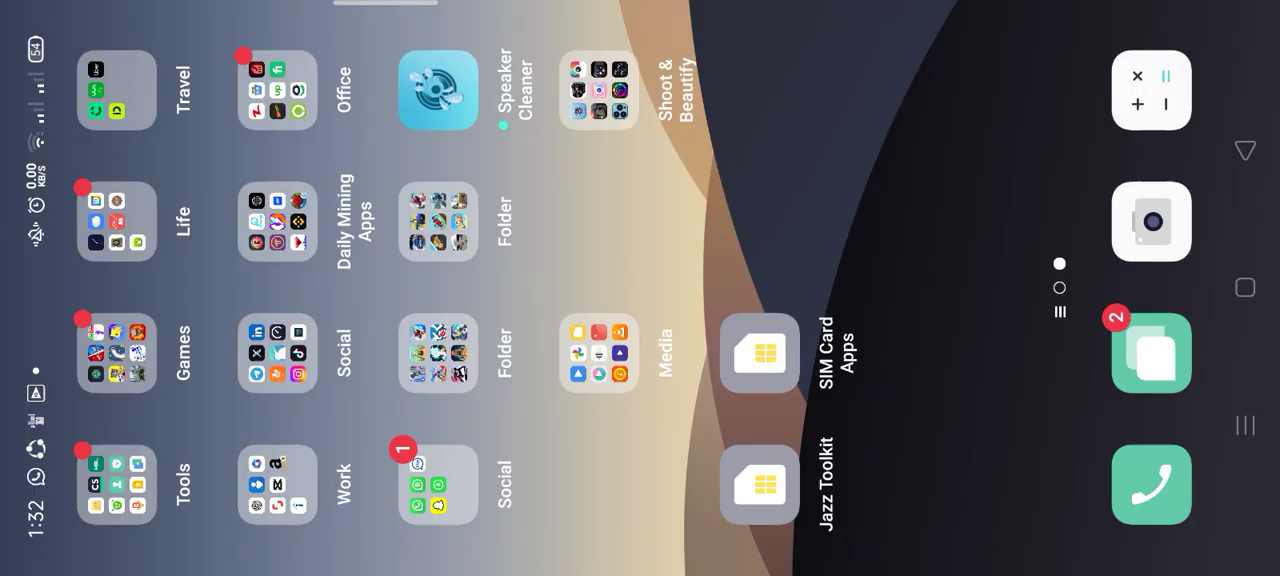 1:32
0.00
KB/S
54
Tools
Games
Life
Travel
Work
Social
Daily Mining
Apps
Office
1
Social
Folder
Folder
Speaker
Cleaner
Media
Shoot &
Beautify
Jazz Toolkit
SIM Card
Apps
2